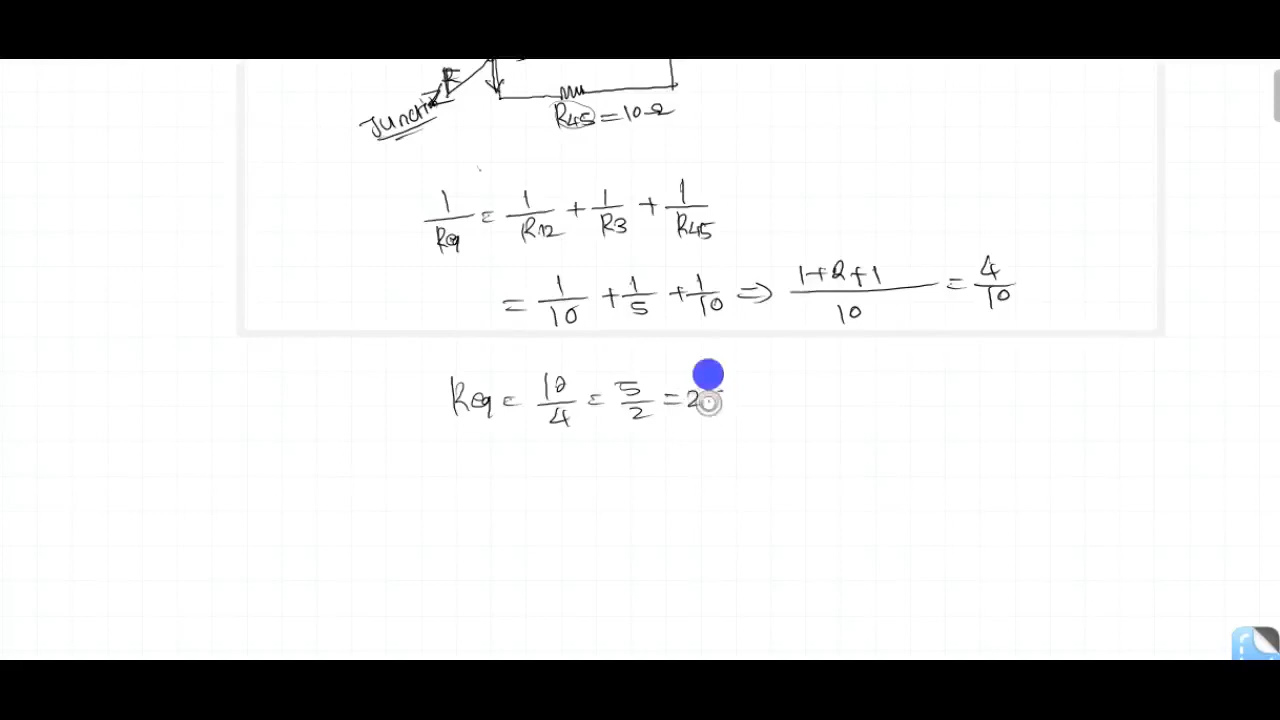 Junction
R45 = 10Ω
1/Req = 1/R12 + 1/R3 + 1/R45
= 1/10 + 1/5 + 1/10 ⇒ 1+2+1/10 = 4/10
Req = 10/4 = 5/2 = 2